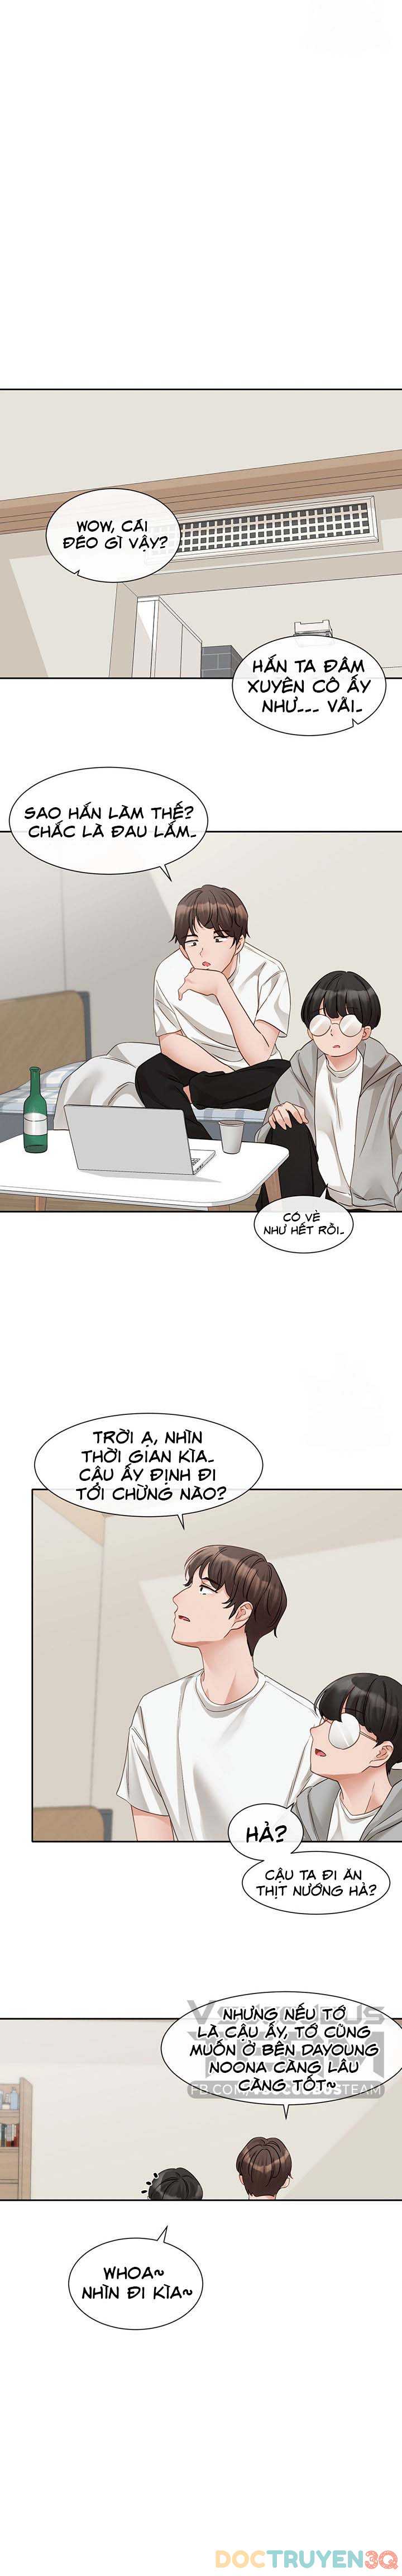 WOW, CÁI
ĐÉO GÌ VẬY?
HẮN TA ĐÂM
XUYÊN CÔ ẤY
NHƯ... VÃI.
SAO HẮN LÀM THẾ?
CHẮC LÀ ĐAU LẮM.
CÓ VẺ
NHƯ HẾT RỒI.
TRỜI Ạ, NHÌN
THỜI GIAN KÌA.
CẬU ẤY ĐỊNH ĐI
TỚI CHỪNG NÀO?
HẢ?
CẬU TA ĐI ĂN
THỊT NƯỚNG HẢ?
NHƯNG NẾU TỚ
LÀ CẬU ẤY, TỚ CŨNG
MUỐN Ở BÊN DAYOUNG
NOONA CÀNG LÂU
CÀNG TỐT~
WHOA~
NHÌN ĐI KÌA~
DOCTRUYEN3Q